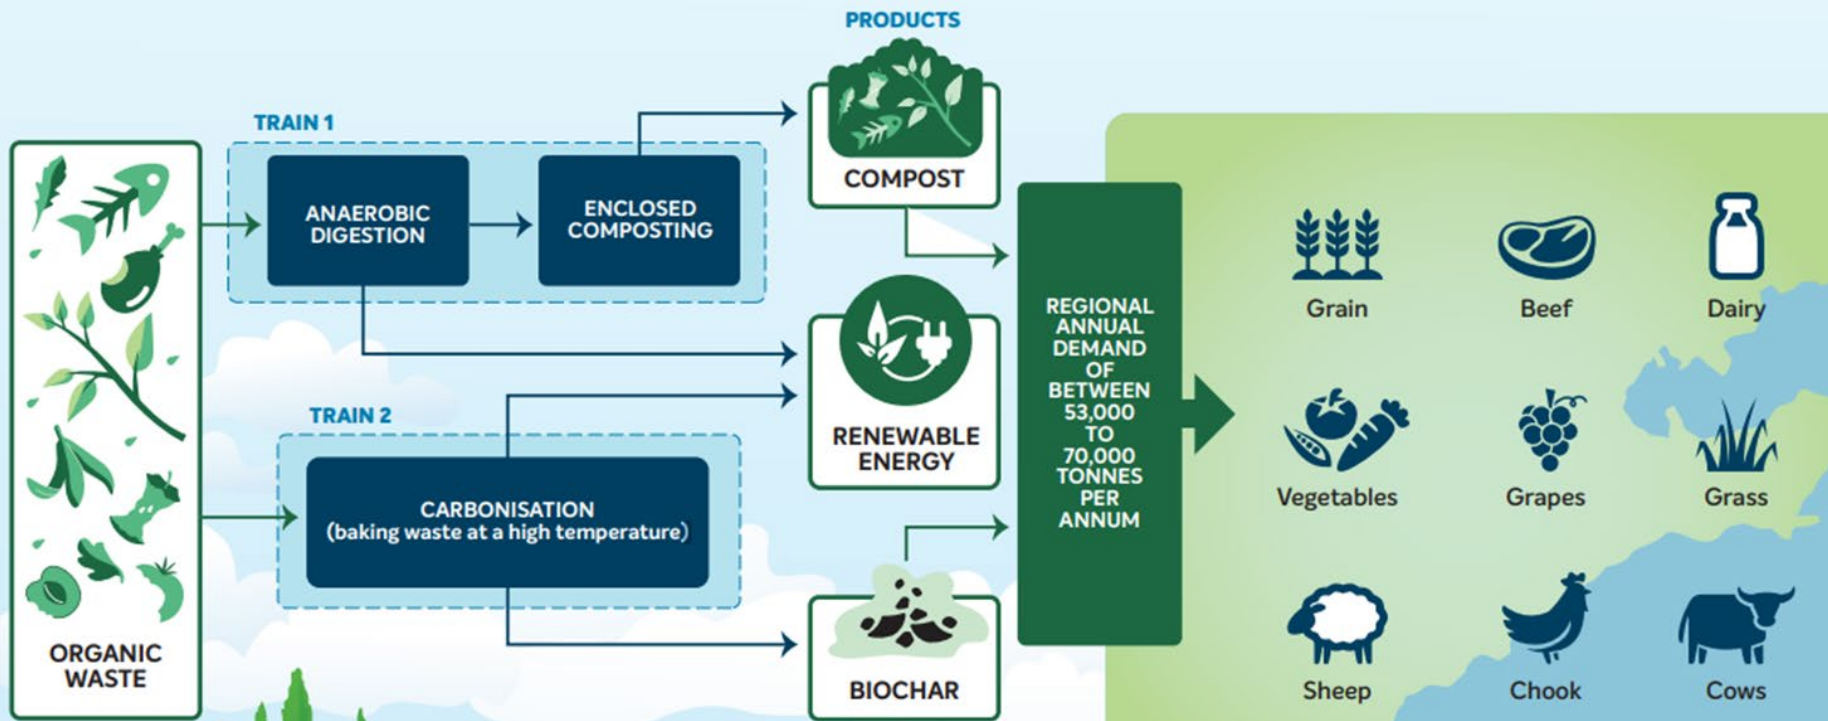 PRODUCTS
TRAIN 1
ANAEROBIC
DIGESTION
ENCLOSED
COMPOSTING
COMPOST
TRAIN 2
CARBONISATION
(baking waste at a high temperature)
RENEWABLE
ENERGY
BIOCHAR
ORGANIC
WASTE
REGIONAL
ANNUAL
DEMAND
OF
BETWEEN
53,000
TO
70,000
TONNES
PER
ANNUM
Grain
Beef
Dairy
Vegetables
Grapes
Grass
Sheep
Chook
Cows